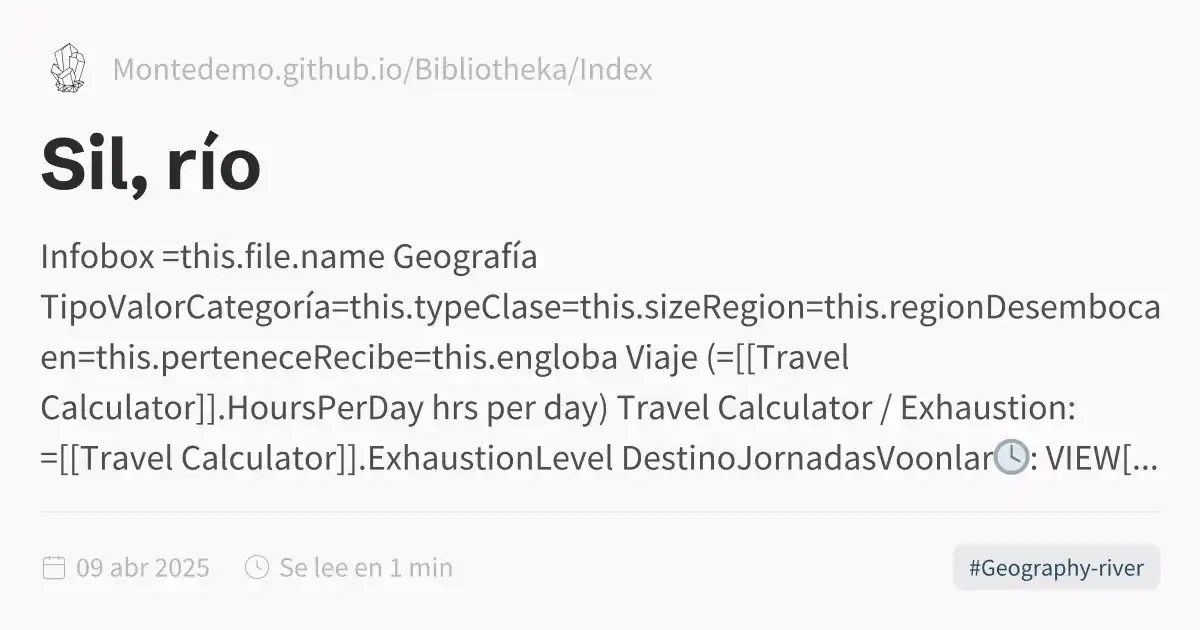 Montedemo.github.io/Bibliotheka/Index
Sil, río
Infobox =this.file.name Geografía
TipoValorCategoría=this.typeClase=this.sizeRegion=this.regionDesemboca
en=this.perteneceRecibe=this.engloba Viaje (=[[Travel
Calculator]].HoursPerDay hrs per day) Travel Calculator / Exhaustion:
=[[Travel Calculator]].ExhaustionLevel DestinoJornadasVoonlar🕓: VIEW[...
09 abr 2025 Se lee en 1 min #Geography-river